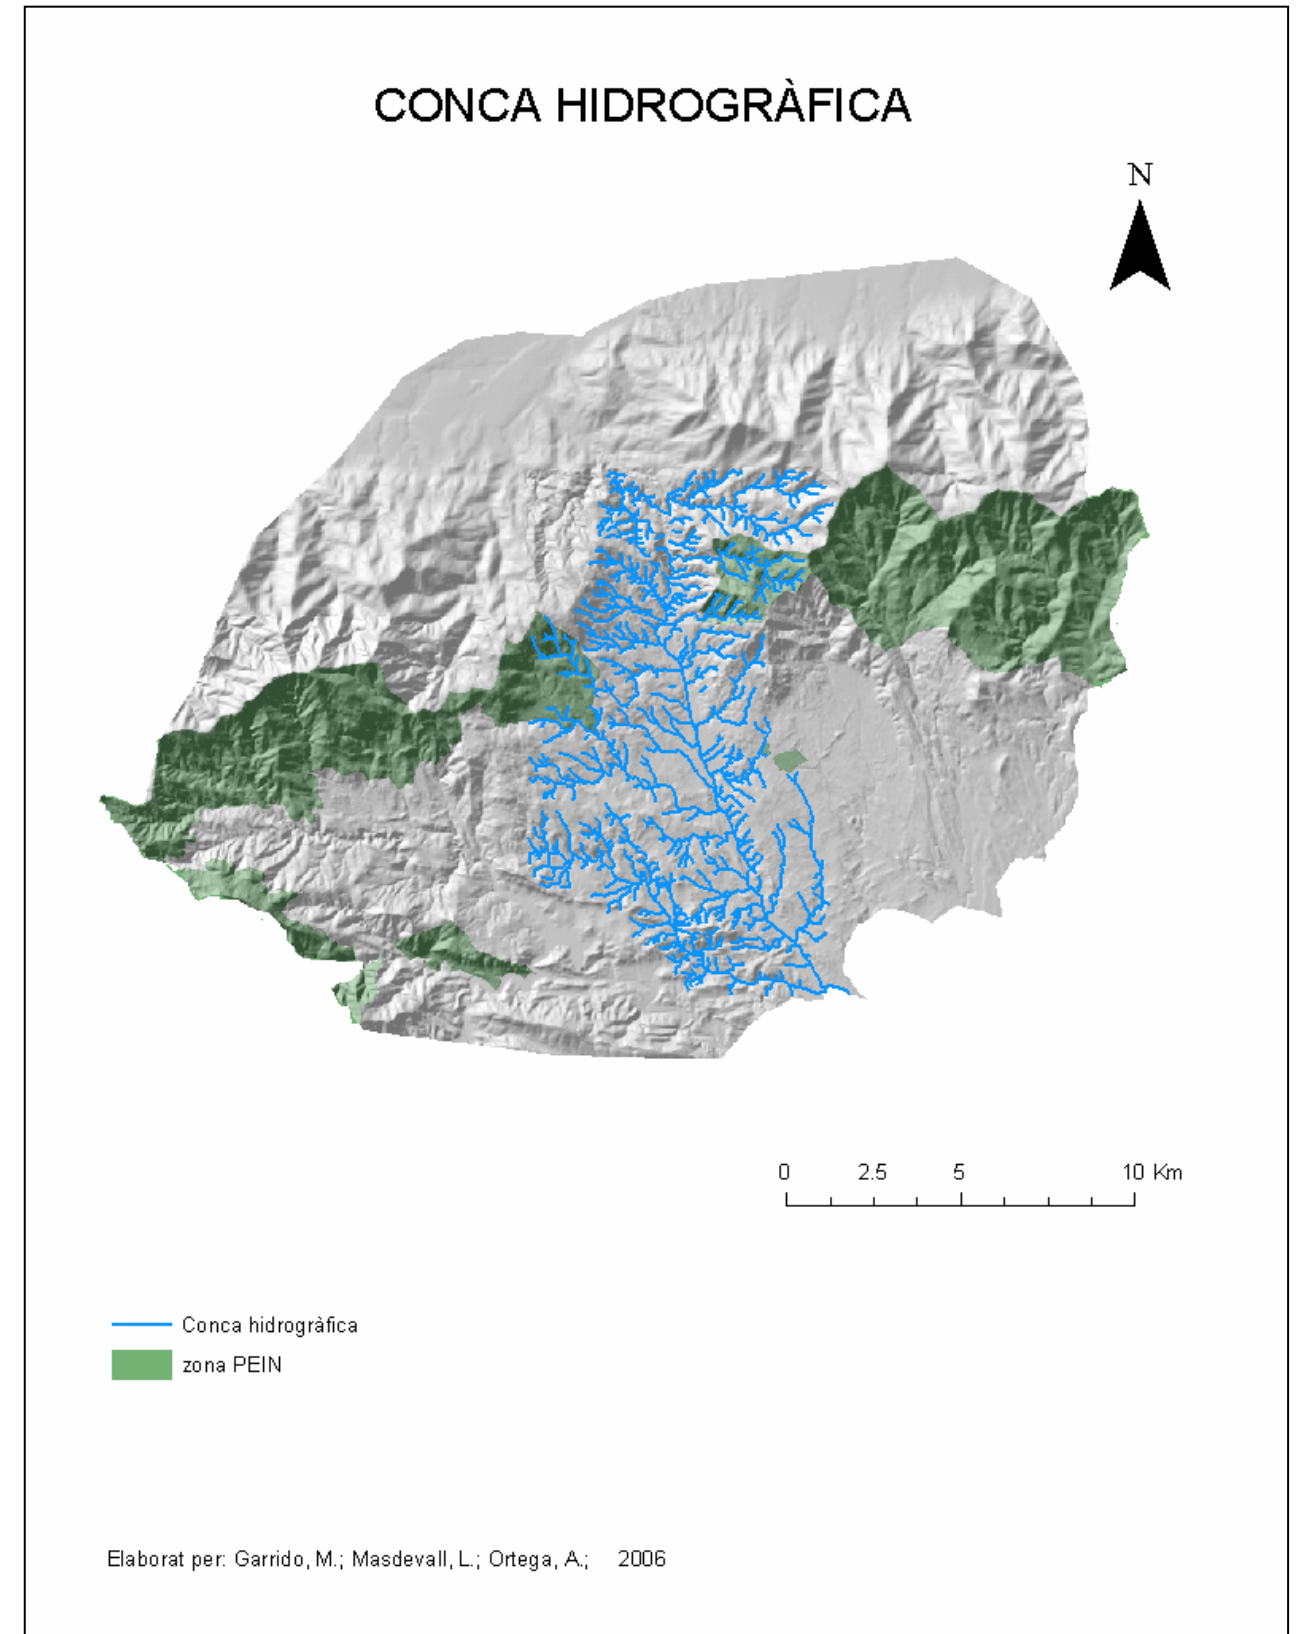 CONCA HIDROGRÀFICA
N
0 2.5 5 10 Km
Conca hidrogràfica
zona PEIN
Elaborat per: Garrido, M.; Masdevall, L.; Ortega, A.; 2006